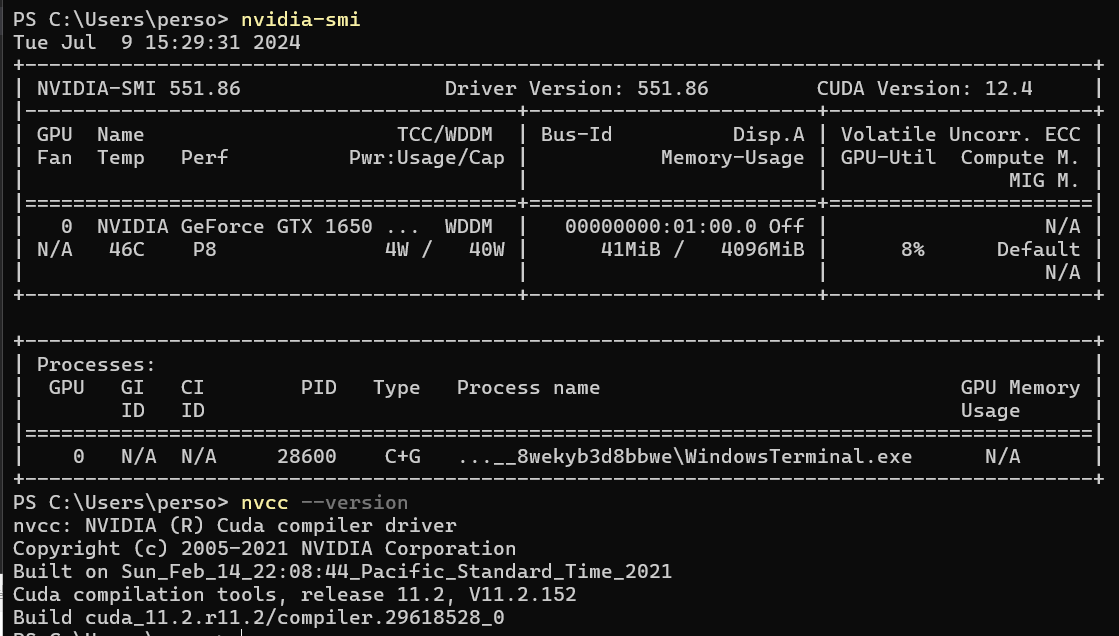 PS C:\Users\perso> nvidia-smi
Tue Jul  9 15:29:31 2024
+-----------------------------------------------------------------------------------------+
| NVIDIA-SMI 551.86                 Driver Version: 551.86         CUDA Version: 12.4     |
|-----------------------------------------+------------------------+----------------------+
| GPU  Name                     TCC/WDDM  | Bus-Id          Disp.A | Volatile Uncorr. ECC |
| Fan  Temp   Perf          Pwr:Usage/Cap |           Memory-Usage | GPU-Util  Compute M. |
|                                         |                        |               MIG M. |
|=========================================+========================+======================|
|   0  NVIDIA GeForce GTX 1650 ...  WDDM  |   00000000:01:00.0 Off |                  N/A |
| N/A   46C    P8              4W /   40W |      41MiB /   4096MiB |      8%      Default |
|                                         |                        |                  N/A |
+-----------------------------------------+------------------------+----------------------+

+-----------------------------------------------------------------------------------------+
| Processes:                                                                              |
|  GPU   GI   CI        PID   Type   Process name                              GPU Memory |
|        ID   ID                                                               Usage      |
|=========================================================================================|
|    0   N/A  N/A     28600    C+G   ...__8wekyb3d8bbwe\WindowsTerminal.exe      N/A      |
+-----------------------------------------------------------------------------------------+
PS C:\Users\perso> nvcc --version
nvcc: NVIDIA (R) Cuda compiler driver
Copyright (c) 2005-2021 NVIDIA Corporation
Built on Sun_Feb_14_22:08:44_Pacific_Standard_Time_2021
Cuda compilation tools, release 11.2, V11.2.152
Build cuda_11.2.r11.2/compiler.29618528_0